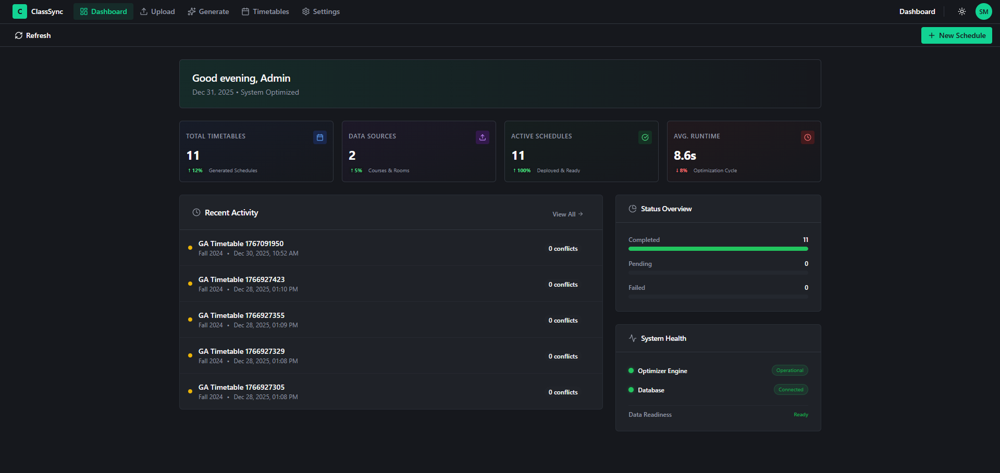 C ClassSync Dashboard Upload Generate Timetables Settings Dashboard SM
Refresh + New Schedule
Good evening, Admin
Dec 31, 2025 • System Optimized
TOTAL TIMETABLES
11
↑ 12% Generated Schedules
DATA SOURCES
2
↑ 5% Courses & Rooms
ACTIVE SCHEDULES
11
↑ 100% Deployed & Ready
AVG. RUNTIME
8.6s
↓ 8% Optimization Cycle
Recent Activity View All →
GA Timetable 1767091950
Fall 2024 • Dec 30, 2025, 10:52 AM
0 conflicts
GA Timetable 1766927423
Fall 2024 • Dec 28, 2025, 01:10 PM
0 conflicts
GA Timetable 1766927355
Fall 2024 • Dec 28, 2025, 01:09 PM
0 conflicts
GA Timetable 1766927329
Fall 2024 • Dec 28, 2025, 01:08 PM
0 conflicts
GA Timetable 1766927305
Fall 2024 • Dec 28, 2025, 01:08 PM
0 conflicts
Status Overview
Completed 11
Pending 0
Failed 0
System Health
Optimizer Engine Operational
Database Connected
Data Readiness Ready